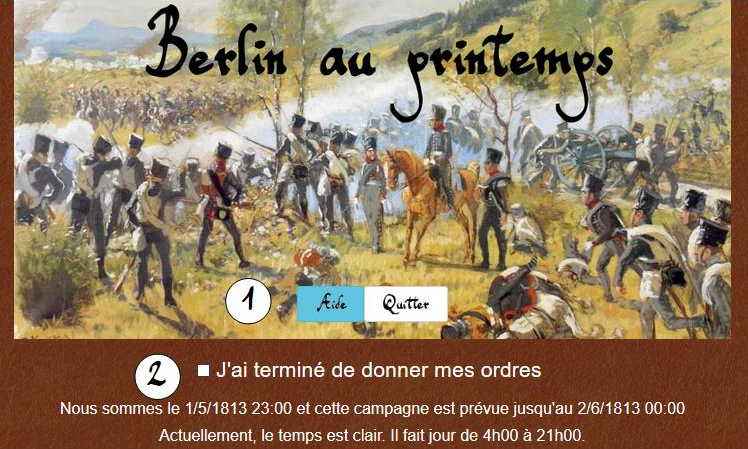 Berlin au printemps
1 Aide Quitter
2 J'ai terminé de donner mes ordres
Nous sommes le 1/5/1813 23:00 et cette campagne est prévue jusqu'au 2/6/1813 00:00
Actuellement, le temps est clair. Il fait jour de 4h00 à 21h00.